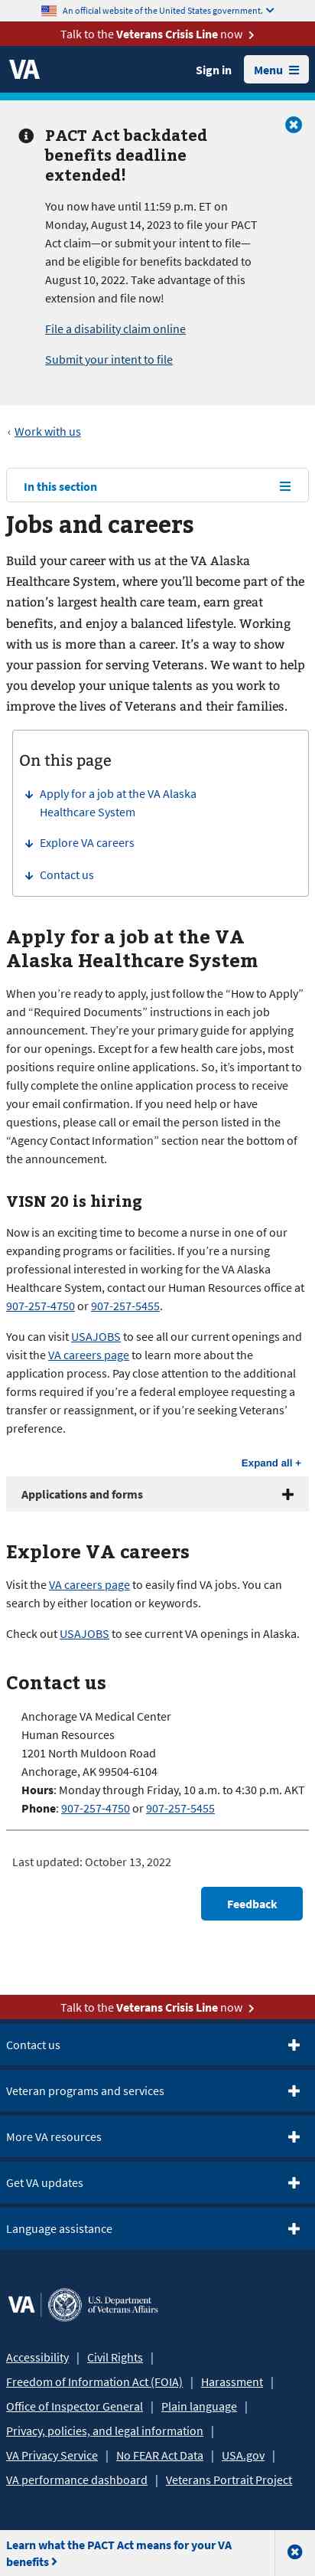 An official website of the United States government.
Talk to the Veterans Crisis Line now
VA
Sign in
Menu
PACT Act backdated
benefits deadline
extended!
You now have until 11:59 p.m. ET on
Monday, August 14, 2023 to file your PACT
Act claim—or submit your intent to file—
and be eligible for benefits backdated to
August 10, 2022. Take advantage of this
extension and file now!
File a disability claim online
Submit your intent to file
‹ Work with us
In this section
Jobs and careers
Build your career with us at the VA Alaska
Healthcare System, where you’ll become part of the
nation’s largest health care team, earn great
benefits, and enjoy a balanced lifestyle. Working
with us is more than a career. It’s a way to show
your passion for serving Veterans. We want to help
you develop your unique talents as you work to
improve the lives of Veterans and their families.
On this page
Apply for a job at the VA Alaska
Healthcare System
Explore VA careers
Contact us
Apply for a job at the VA
Alaska Healthcare System
When you’re ready to apply, just follow the “How to Apply”
and “Required Documents” instructions in each job
announcement. They’re your primary guide for applying
for our openings. Except for a few health care jobs, most
positions require online applications. So, it’s important to
fully complete the online application process to receive
your email confirmation. If you need help or have
questions, please call or email the person listed in the
“Agency Contact Information” section near the bottom of
the announcement.
VISN 20 is hiring
Now is an exciting time to become a nurse in one of our
expanding programs or facilities. If you’re a nursing
professional interested in working for the VA Alaska
Healthcare System, contact our Human Resources office at
907-257-4750 or 907-257-5455.
You can visit USAJOBS to see all our current openings and
visit the VA careers page to learn more about the
application process. Pay close attention to the additional
forms required if you’re a federal employee requesting a
transfer or reassignment, or if you’re seeking Veterans’
preference.
Expand all +
Applications and forms
Explore VA careers
Visit the VA careers page to easily find VA jobs. You can
search by either location or keywords.
Check out USAJOBS to see current VA openings in Alaska.
Contact us
Anchorage VA Medical Center
Human Resources
1201 North Muldoon Road
Anchorage, AK 99504-6104
Hours: Monday through Friday, 10 a.m. to 4:30 p.m. AKT
Phone: 907-257-4750 or 907-257-5455
Last updated: October 13, 2022
Feedback
Talk to the Veterans Crisis Line now
Contact us
Veteran programs and services
More VA resources
Get VA updates
Language assistance
VA
U.S. Department
of Veterans Affairs
Accessibility | Civil Rights |
Freedom of Information Act (FOIA) | Harassment |
Office of Inspector General | Plain language |
Privacy, policies, and legal information |
VA Privacy Service | No FEAR Act Data | USA.gov |
VA performance dashboard | Veterans Portrait Project
Learn what the PACT Act means for your VA
benefits